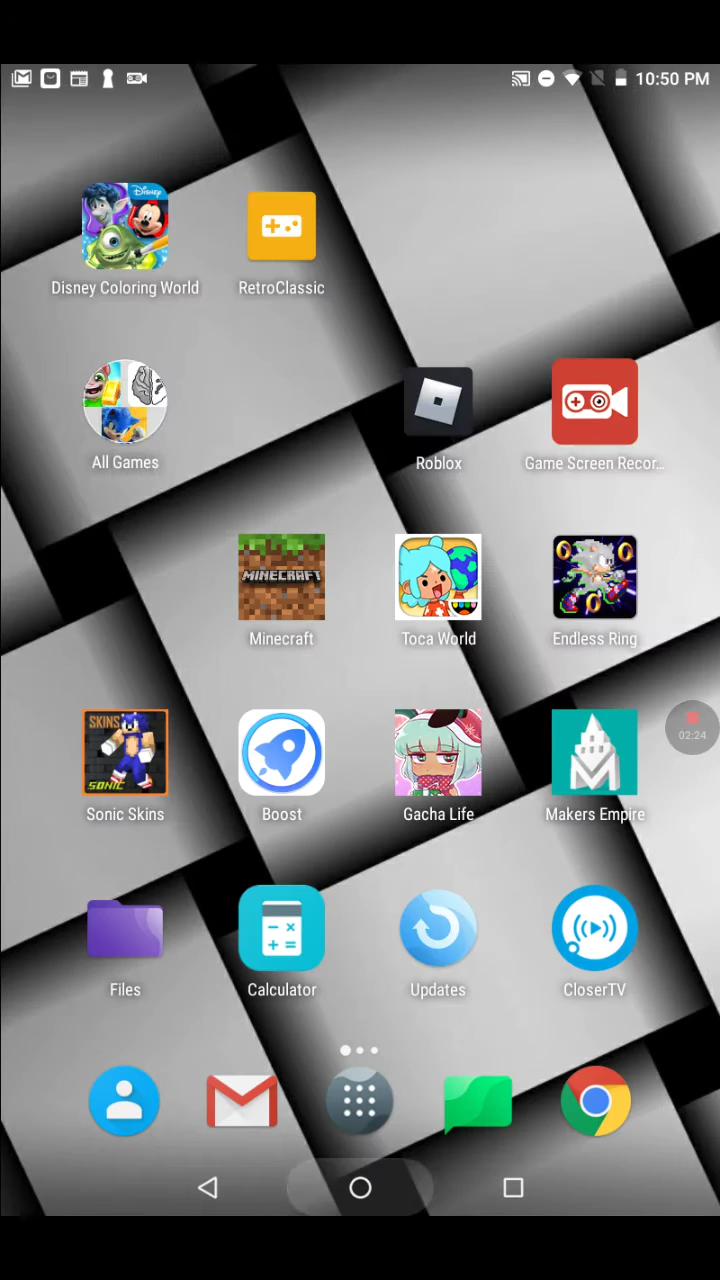 10:50 PM
Disney
Disney Coloring World
RetroClassic
All Games
Roblox
Game Screen Recor...
MINECRAFT
Minecraft
Toca World
Endless Ring
02:24
SKINS
SONIC
Sonic Skins
Boost
Gacha Life
Makers Empire
Files
Calculator
Updates
CloserTV